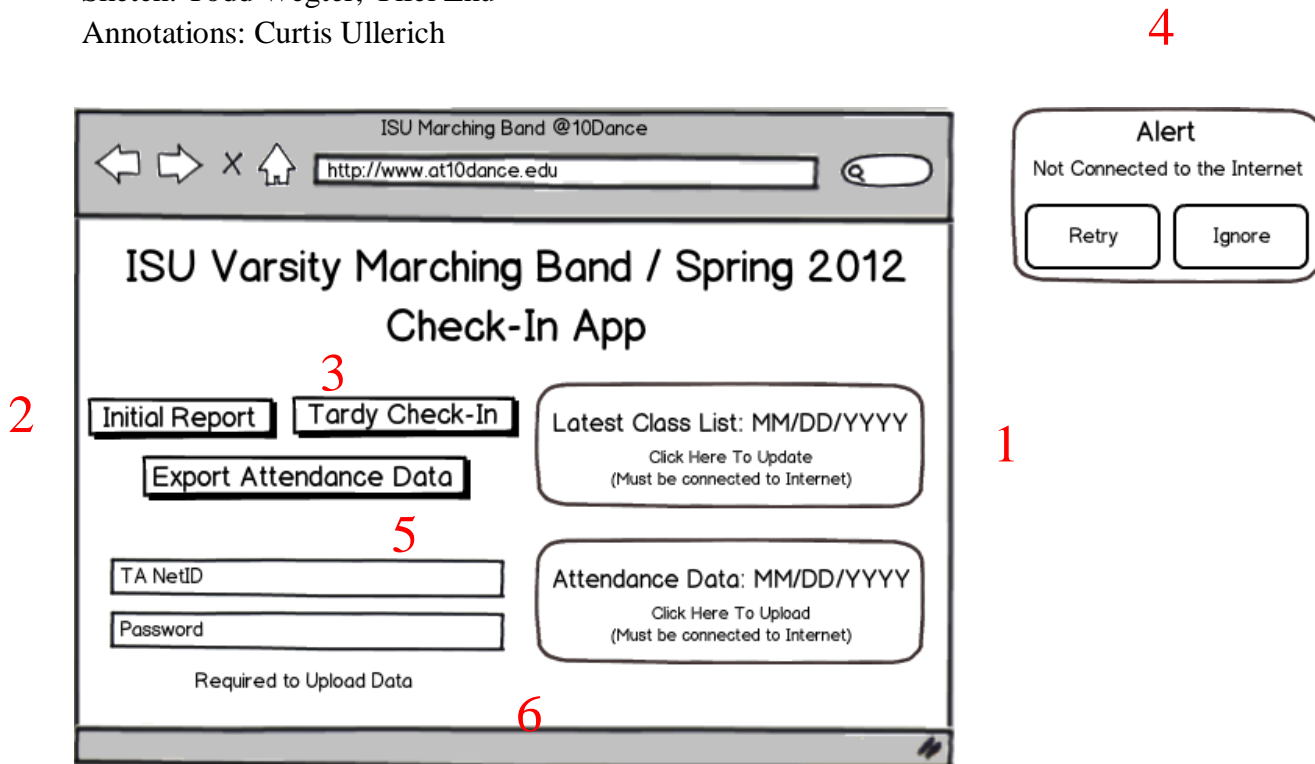 Annotations: Curtis Ullerich
4
ISU Marching Band @10Dance
http://www.at10dance.edu
Alert
Not Connected to the Internet
Retry Ignore
ISU Varsity Marching Band / Spring 2012
Check-In App
3
2
Initial Report Tardy Check-In
Export Attendance Data
Latest Class List: MM/DD/YYYY
Click Here To Update
(Must be connected to Internet)
1
5
TA NetID
Password
Required to Upload Data
Attendance Data: MM/DD/YYYY
Click Here To Upload
(Must be connected to Internet)
6